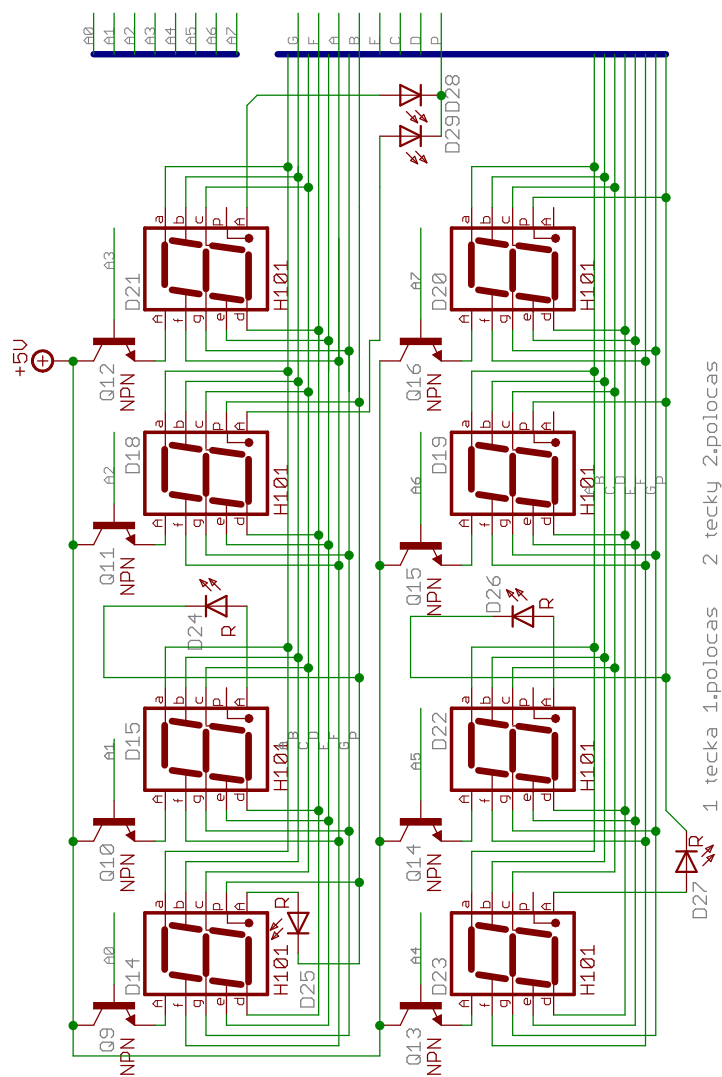 A0
A1
A2
A3
A4
A5
A6
A7
G
F
A
B
E
C
D
P
D28
D29
a
b
c
p
A
A3
D21
H101
A
f
g
e
d
+5V
Q12
NPN
a
b
c
p
A
A7
D20
H101
A
f
g
e
d
Q16
NPN
a
b
c
p
A
A2
D18
H101
A
f
g
e
d
Q11
NPN
a
b
c
p
A
A6
D19
H101
A
f
g
e
d
Q15
NPN
B
C
D
E
F
G
P
D24
R
D26
R
a
b
c
p
A
A1
D15
H101
A
f
g
e
d
Q10
NPN
B
C
D
E
F
G
P
a
b
c
p
A
A5
D22
H101
A
f
g
e
d
Q14
NPN
a
b
c
p
A
A0
D14
H101
A
f
g
e
d
Q9
NPN
R
D25
a
b
c
p
A
A4
D23
H101
A
f
g
e
d
Q13
NPN
R
D27
1 tecka 1.polocas 2 tecky 2.polocas